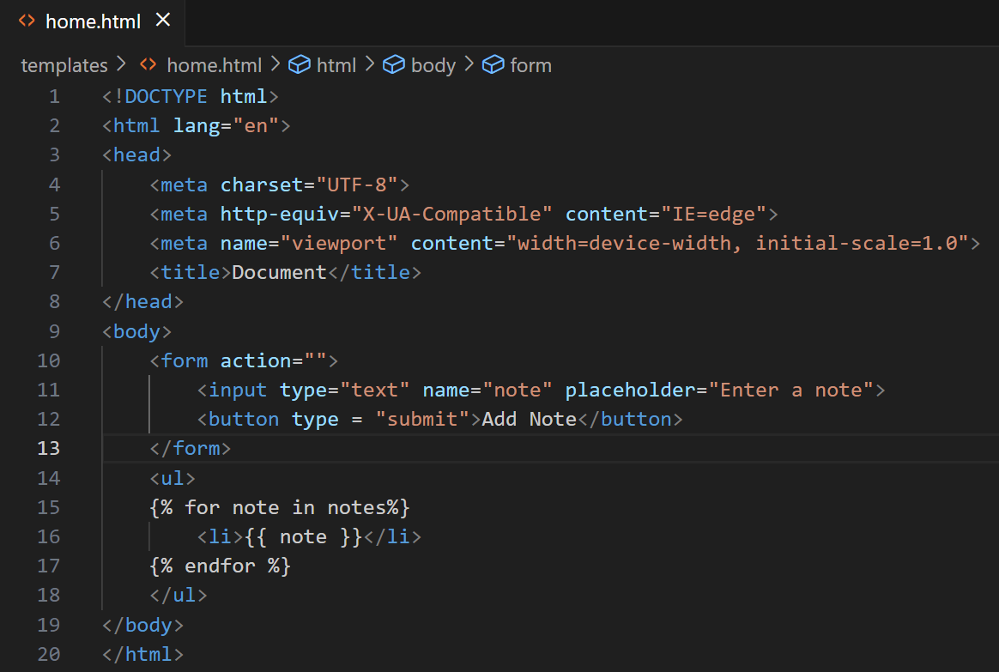 home.html
templates > home.html > html > body > form
1 <!DOCTYPE html>
2 <html lang="en">
3 <head>
4     <meta charset="UTF-8">
5     <meta http-equiv="X-UA-Compatible" content="IE=edge">
6     <meta name="viewport" content="width=device-width, initial-scale=1.0">
7     <title>Document</title>
8 </head>
9 <body>
10     <form action="">
11         <input type="text" name="note" placeholder="Enter a note">
12         <button type = "submit">Add Note</button>
13     </form>
14     <ul>
15     {% for note in notes%}
16         <li>{{ note }}</li>
17     {% endfor %}
18     </ul>
19 </body>
20 </html>